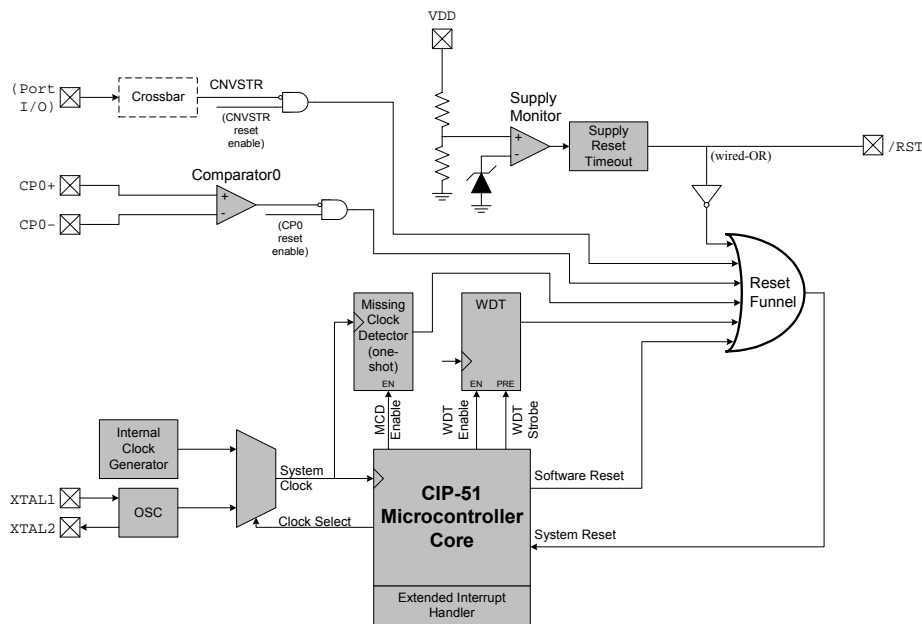 VDD
(Port
I/O)
Crossbar
CNVSTR
(CNVSTR
reset
enable)
Supply
Monitor
+
-
Supply
Reset
Timeout
(wired-OR)
/RST
CP0+
CP0-
Comparator0
+
-
(CP0
reset
enable)
Reset
Funnel
Missing
Clock
Detector
(one-
shot)
EN
WDT
EN
PRE
MCD
Enable
WDT
Enable
WDT
Strobe
Internal
Clock
Generator
System
Clock
XTAL1
XTAL2
OSC
Clock Select
CIP-51
Microcontroller
Core
Software Reset
System Reset
Extended Interrupt
Handler